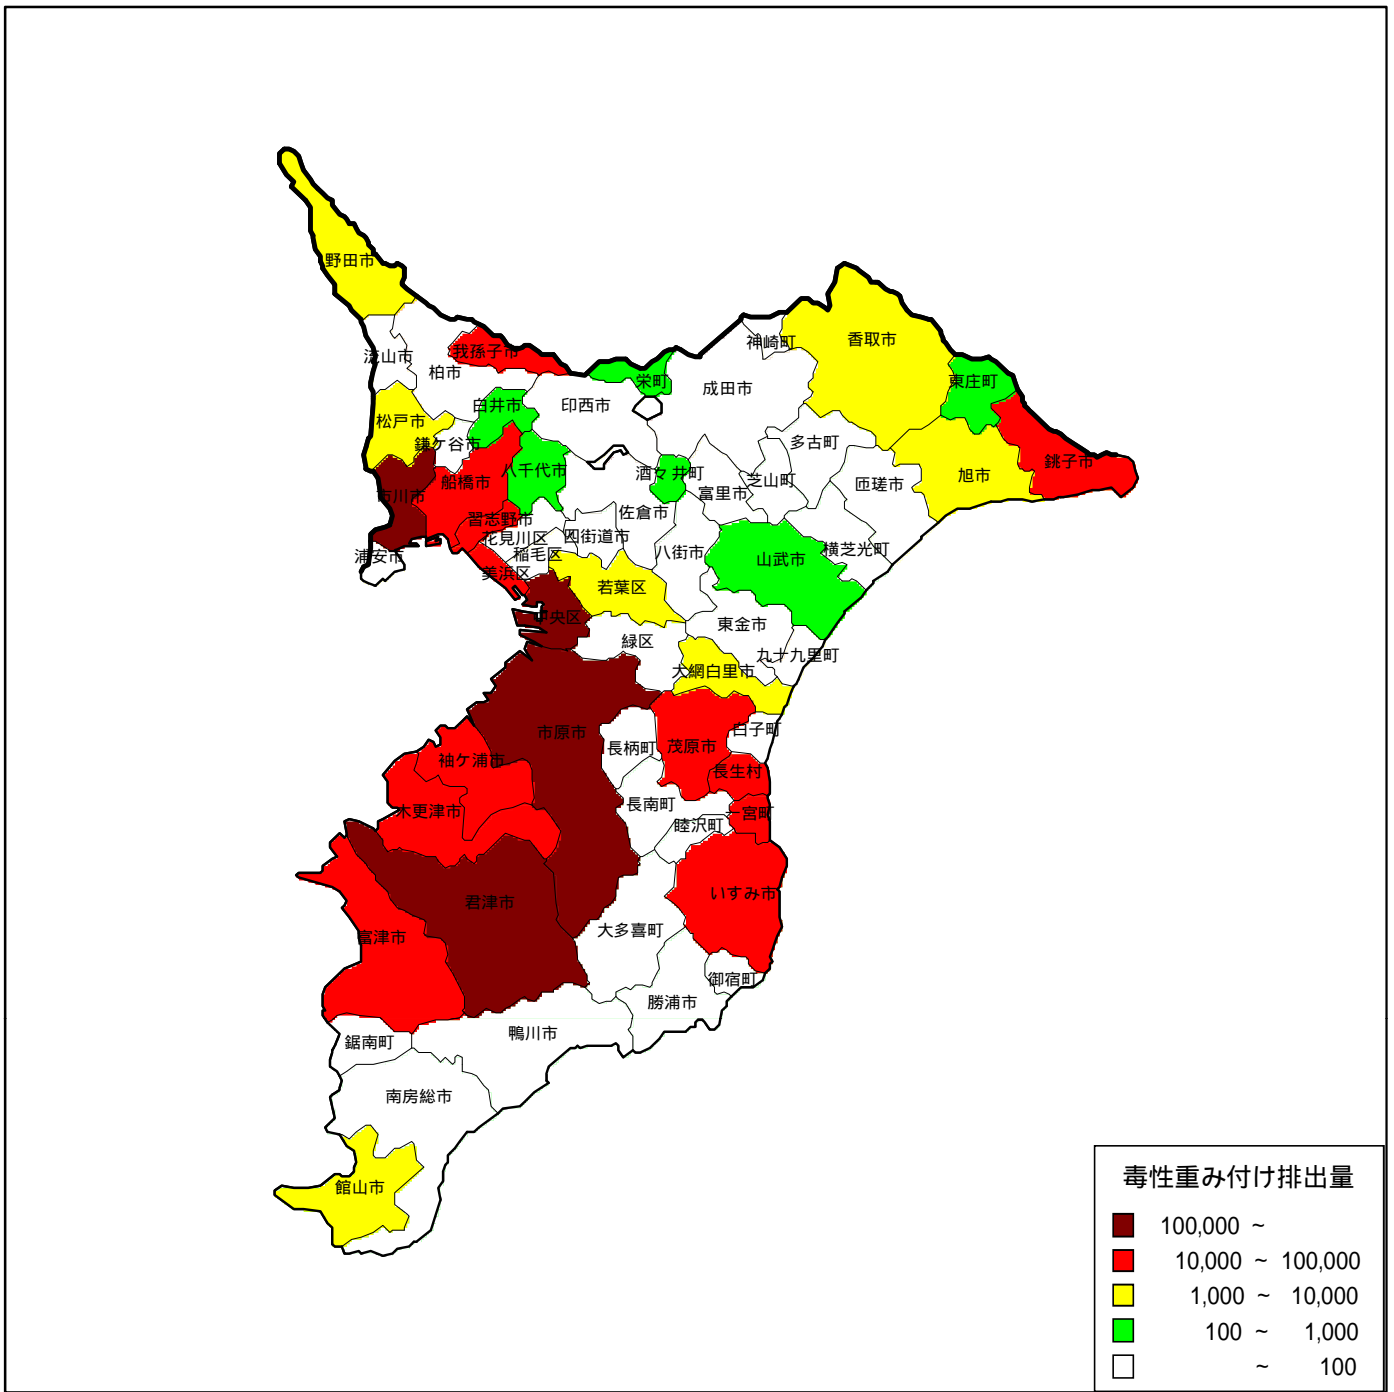 野田市
香取市
神崎町
流山市
我孫子市
柏市
栄町
成田市
東庄町
白井市
印西市
松戸市
鎌ケ谷市
多古町
銚子市
八千代市
酒々井町
旭市
船橋市
芝山町
匝瑳市
富里市
市川市
佐倉市
習志野市
花見川区
四街道市
横芝光町
浦安市
稲毛区
八街市
山武市
美浜区
若葉区
中央区
東金市
緑区
九十九里町
大網白里市
市原市
白子町
長柄町
茂原市
袖ケ浦市
長生村
長南町
木更津市
一宮町
睦沢町
いすみ市
君津市
大多喜町
富津市
御宿町
勝浦市
鴨川市
鋸南町
南房総市
館山市
毒性重み付け排出量
100,000 ~
10,000 ~ 100,000
1,000 ~ 10,000
100 ~ 1,000
~ 100